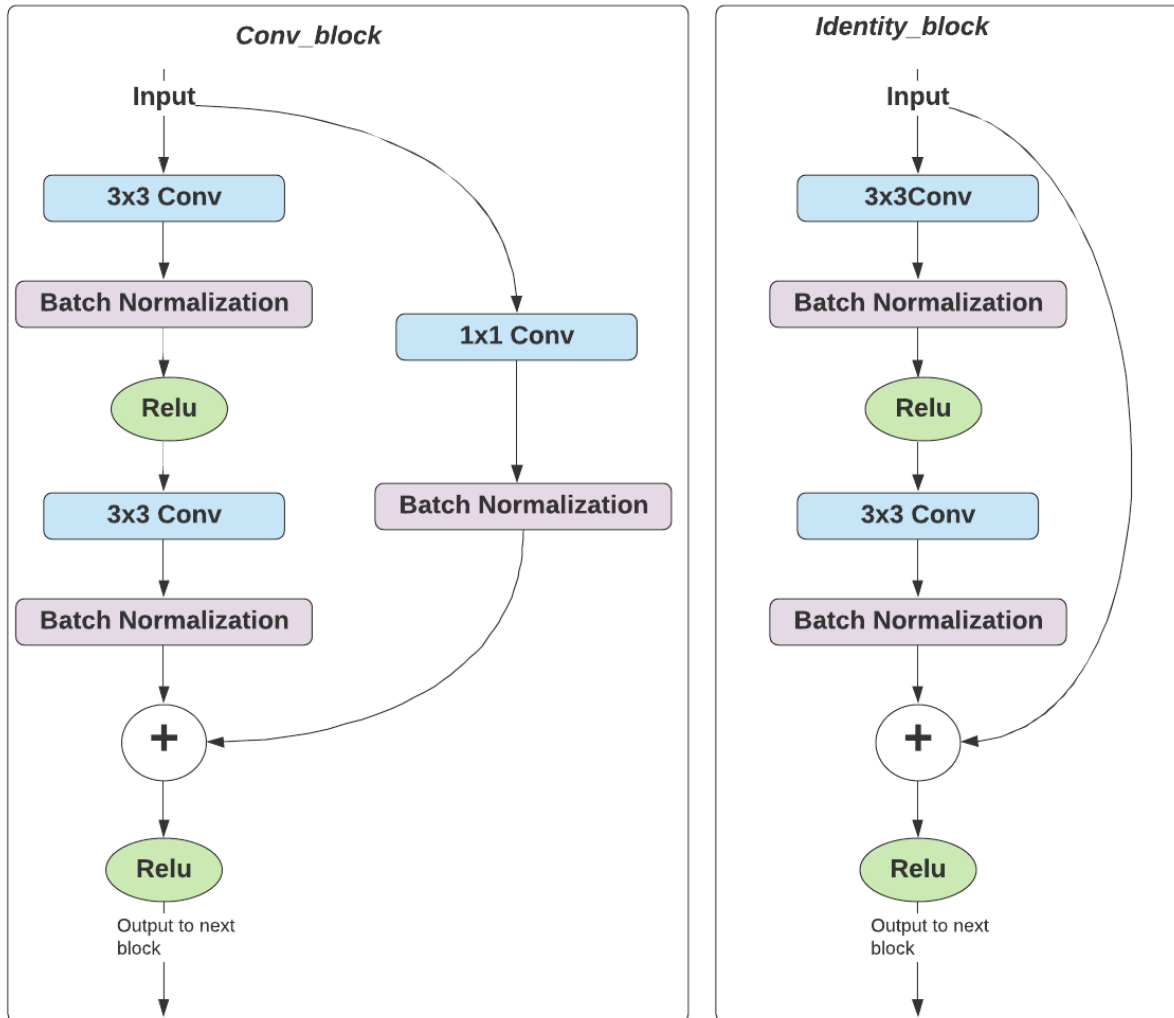 Conv_block
Input
3x3 Conv
Batch Normalization
Relu
3x3 Conv
Batch Normalization
+
Relu
Output to next
block
1x1 Conv
Batch Normalization
Identity_block
Input
3x3Conv
Batch Normalization
Relu
3x3 Conv
Batch Normalization
+
Relu
Output to next
block